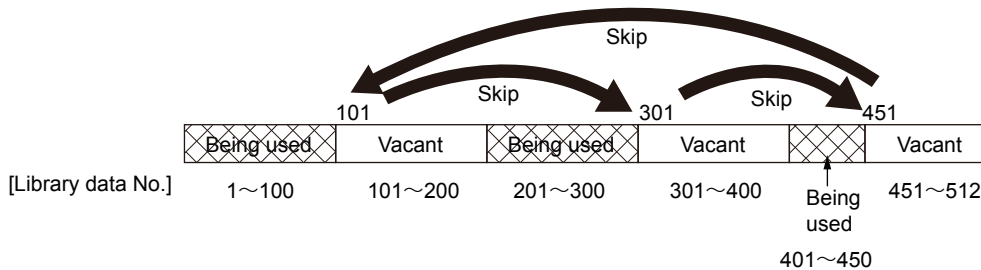 Skip
Skip
Skip
101
301
451
Being used
Vacant
Being used
Vacant
Vacant
[Library data No.]
1～100
101～200
201～300
301～400
Being
used
451～512
401～450